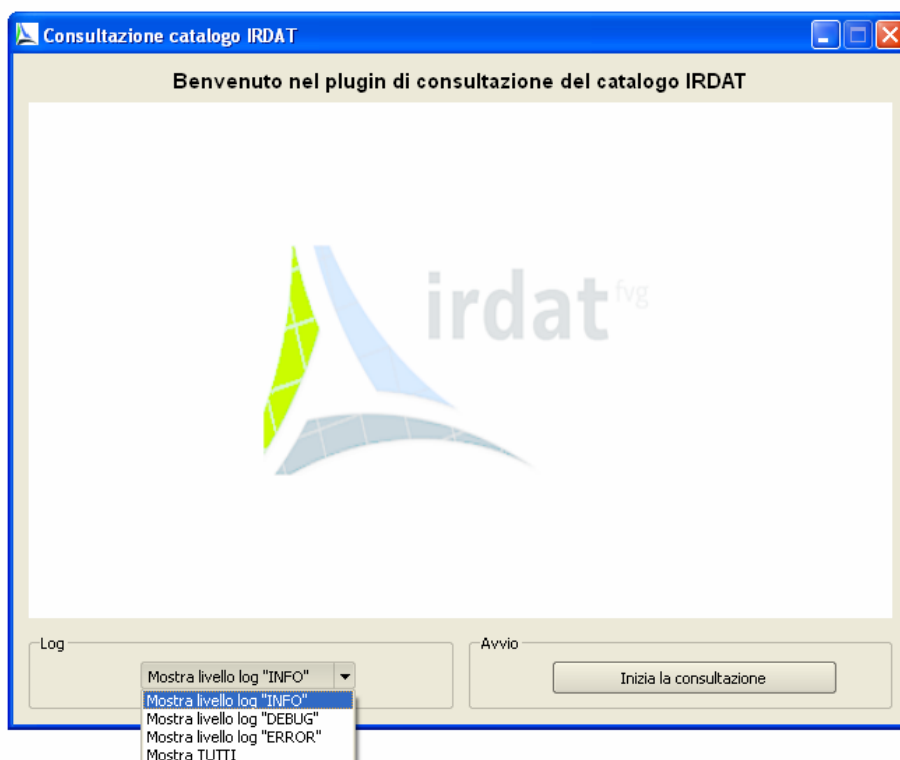 Consultazione catalogo IRDAT
Benvenuto nel plugin di consultazione del catalogo IRDAT
irdat fvg
Log
Mostra livello log "INFO"
Mostra livello log "INFO"
Mostra livello log "DEBUG"
Mostra livello log "ERROR"
Mostra TUTTI
Avvio
Inizia la consultazione